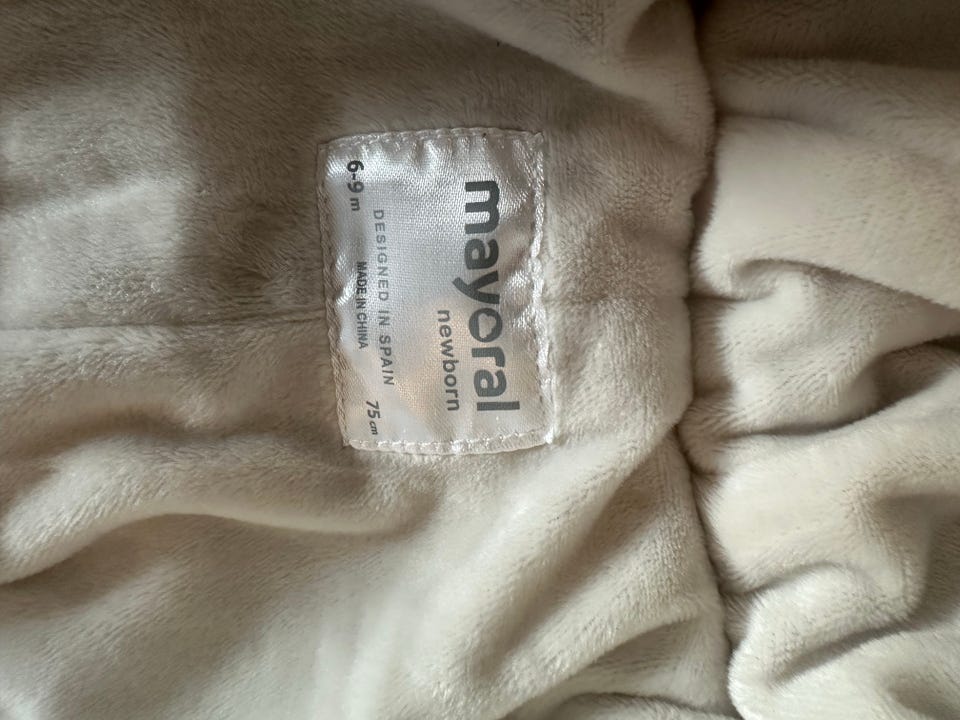 mayoral
newborn
DESIGNED IN SPAIN
MADE IN CHINA
6-9 m
75 cm